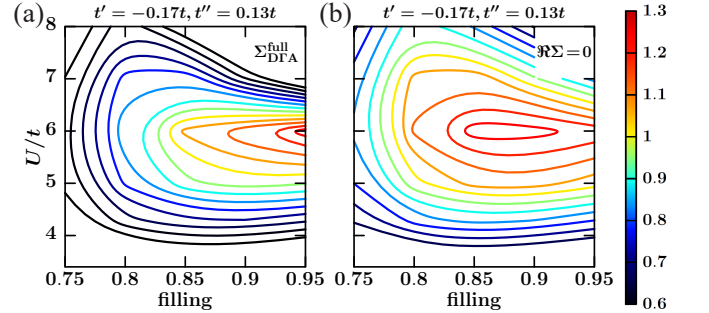 (a) t′ = −0.17t, t″ = 0.13t (b) t′ = −0.17t, t″ = 0.13t
Σ^full_DΓA ℜΣ=0
U/t
8
7
6
5
4
0.75 0.8 0.85 0.9 0.95 0.75 0.8 0.85 0.9 0.95
filling filling
1.3
1.2
1.1
1
0.9
0.8
0.7
0.6